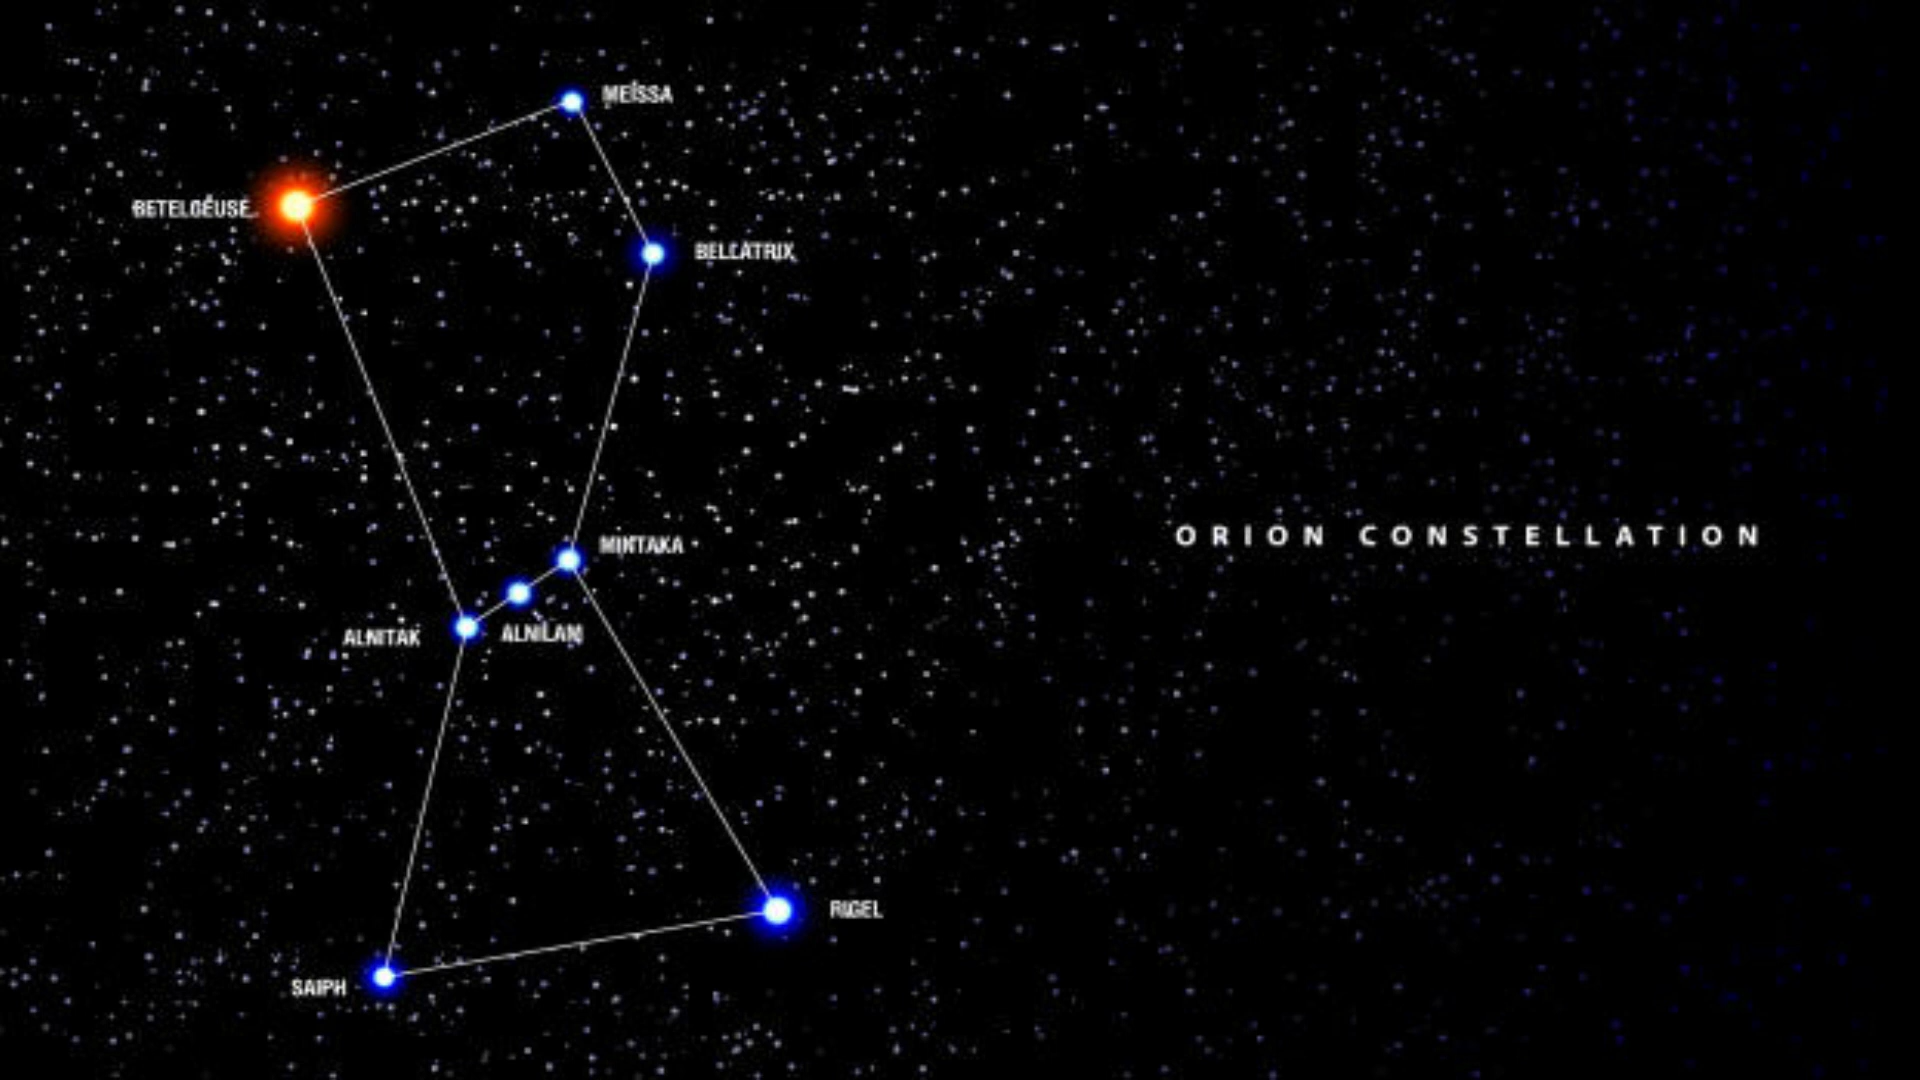 MEISSA
BETELGEUSE
BELLATRIX
ORION CONSTELLATION
MINTAKA
ALNITAK
ALNILAM
RIGEL
SAIPH